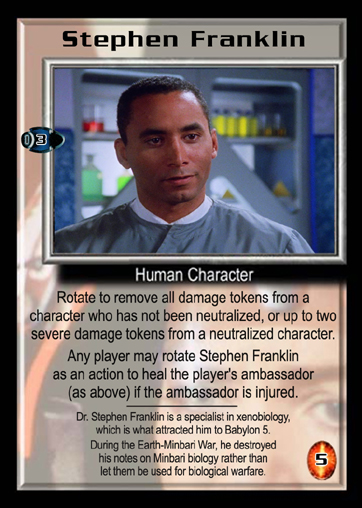 Stephen Franklin
3
Human Character
Rotate to remove all damage tokens from a
character who has not been neutralized, or up to two
severe damage tokens from a neutralized character.
Any player may rotate Stephen Franklin
as an action to heal the player's ambassador
(as above) if the ambassador is injured.
Dr. Stephen Franklin is a specialist in xenobiology,
which is what attracted him to Babylon 5.
During the Earth-Minbari War, he destroyed
his notes on Minbari biology rather than
let them be used for biological warfare.
5